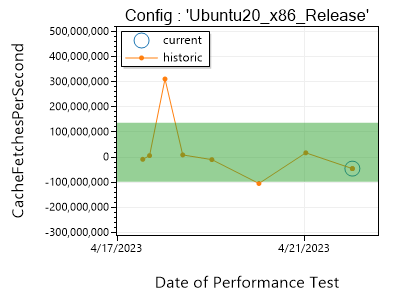 Config : 'Ubuntu20_x86_Release'
current
historic
CacheFetchesPerSecond
500,000,000
400,000,000
300,000,000
200,000,000
100,000,000
0
-100,000,000
-200,000,000
-300,000,000
4/17/2023
4/21/2023
Date of Performance Test